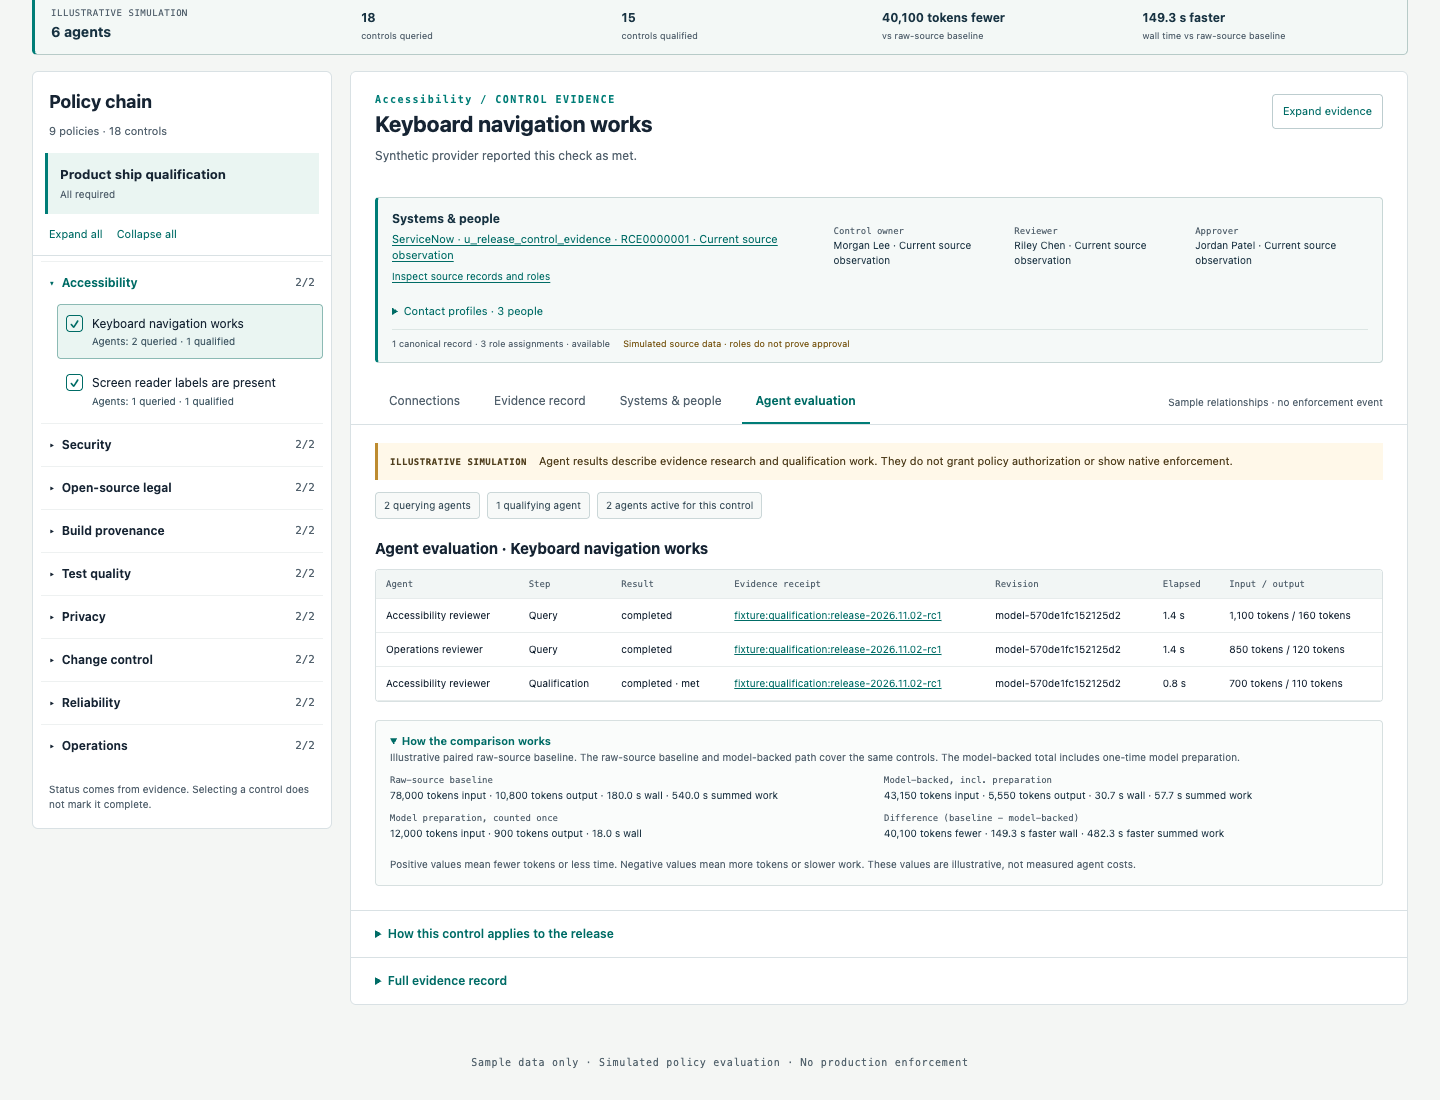 ILLUSTRATIVE SIMULATION
6 agents
18
controls queried
15
controls qualified
40,100 tokens fewer
vs raw-source baseline
149.3 s faster
wall time vs raw-source baseline
Policy chain
9 policies · 18 controls
Product ship qualification
All required
Expand all Collapse all
▾ Accessibility 2/2
Keyboard navigation works
Agents: 2 queried · 1 qualified
Screen reader labels are present
Agents: 1 queried · 1 qualified
▸ Security 2/2
▸ Open-source legal 2/2
▸ Build provenance 2/2
▸ Test quality 2/2
▸ Privacy 2/2
▸ Change control 2/2
▸ Reliability 2/2
▸ Operations 2/2
Status comes from evidence. Selecting a control does
not mark it complete.
Accessibility / CONTROL EVIDENCE
Keyboard navigation works
Synthetic provider reported this check as met.
Expand evidence
Systems & people
ServiceNow · u_release_control_evidence · RCE0000001 · Current source
observation
Inspect source records and roles
Control owner
Morgan Lee · Current source
observation
Reviewer
Riley Chen · Current source
observation
Approver
Jordan Patel · Current source
observation
▶ Contact profiles · 3 people
1 canonical record · 3 role assignments · available Simulated source data · roles do not prove approval
Connections Evidence record Systems & people Agent evaluation Sample relationships · no enforcement event
ILLUSTRATIVE SIMULATION Agent results describe evidence research and qualification work. They do not grant policy authorization or show native enforcement.
2 querying agents 1 qualifying agent 2 agents active for this control
Agent evaluation · Keyboard navigation works
Agent Step Result Evidence receipt Revision Elapsed Input / output
Accessibility reviewer Query completed fixture:qualification:release-2026.11.02-rc1 model-570de1fc152125d2 1.4 s 1,100 tokens / 160 tokens
Operations reviewer Query completed fixture:qualification:release-2026.11.02-rc1 model-570de1fc152125d2 1.4 s 850 tokens / 120 tokens
Accessibility reviewer Qualification completed · met fixture:qualification:release-2026.11.02-rc1 model-570de1fc152125d2 0.8 s 700 tokens / 110 tokens
▼ How the comparison works
Illustrative paired raw-source baseline. The raw-source baseline and model-backed path cover the same controls. The model-backed total includes one-time model preparation.
Raw-source baseline
78,000 tokens input · 10,800 tokens output · 180.0 s wall · 540.0 s summed work
Model-backed, incl. preparation
43,150 tokens input · 5,550 tokens output · 30.7 s wall · 57.7 s summed work
Model preparation, counted once
12,000 tokens input · 900 tokens output · 18.0 s wall
Difference (baseline − model-backed)
40,100 tokens fewer · 149.3 s faster wall · 482.3 s faster summed work
Positive values mean fewer tokens or less time. Negative values mean more tokens or slower work. These values are illustrative, not measured agent costs.
▶ How this control applies to the release
▶ Full evidence record
Sample data only · Simulated policy evaluation · No production enforcement